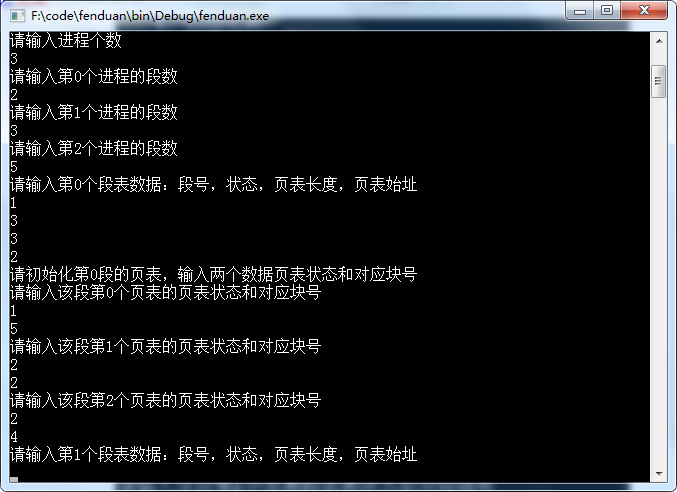 F:\code\fenduan\bin\Debug\fenduan.exe
请输入进程个数
3
请输入第0个进程的段数
2
请输入第1个进程的段数
3
请输入第2个进程的段数
5
请输入第0个段表数据：段号，状态，页表长度，页表始址
1
3
3
2
请初始化第0段的页表，输入两个数据页表状态和对应块号
请输入该段第0个页表的页表状态和对应块号
1
5
请输入该段第1个页表的页表状态和对应块号
2
2
请输入该段第2个页表的页表状态和对应块号
2
4
请输入第1个段表数据：段号，状态，页表长度，页表始址